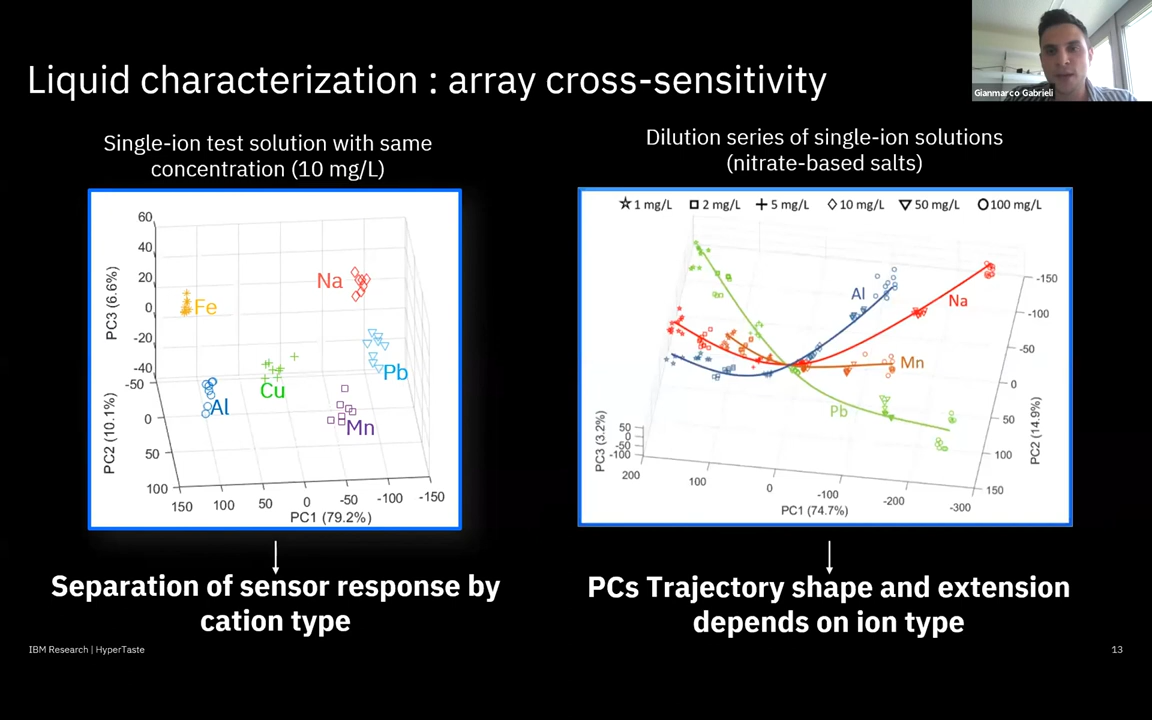 Gianmarco Gabrieli
Liquid characterization : array cross-sensitivity
Single-ion test solution with same
concentration (10 mg/L)
60
40
20
0
-20
-40
PC3 (6.6%)
-50
0
50
100
PC2 (10.1%)
150
100
50
0
-50
-100
-150
PC1 (79.2%)
Fe
Na
Al
Cu
Pb
Mn
Separation of sensor response by
cation type
Dilution series of single-ion solutions
(nitrate-based salts)
1 mg/L 2 mg/L 5 mg/L 10 mg/L 50 mg/L 100 mg/L
Al
Na
Mn
Pb
-150
-100
-50
0
50
100
150
PC2 (14.9%)
50
0
-50
-100
PC3 (3.2%)
200
100
0
-100
-200
-300
PC1 (74.7%)
PCs Trajectory shape and extension
depends on ion type
IBM Research | HyperTaste
13